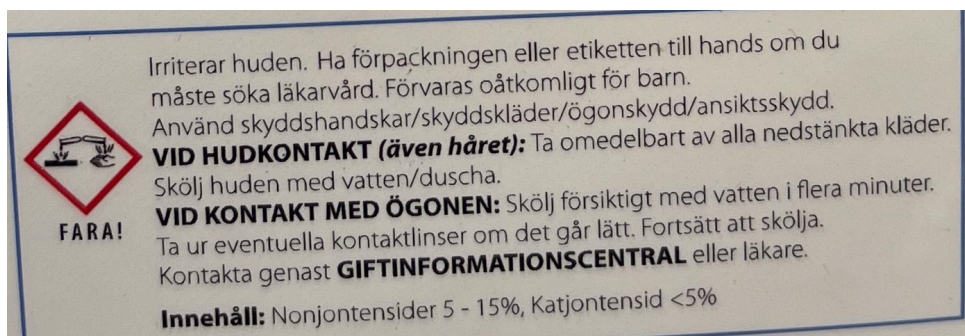 Irriterar huden. Ha förpackningen eller etiketten till hands om du
måste söka läkarvård. Förvaras oåtkomligt för barn.
Använd skyddshandskar/skyddskläder/ögonskydd/ansiktsskydd.
VID HUDKONTAKT (även håret): Ta omedelbart av alla nedstänkta kläder.
Skölj huden med vatten/duscha.
VID KONTAKT MED ÖGONEN: Skölj försiktigt med vatten i flera minuter.
Ta ur eventuella kontaktlinser om det går lätt. Fortsätt att skölja.
Kontakta genast GIFTINFORMATIONSCENTRAL eller läkare.
Innehåll: Nonjontensider 5 - 15%, Katjontensid <5%
FARA!